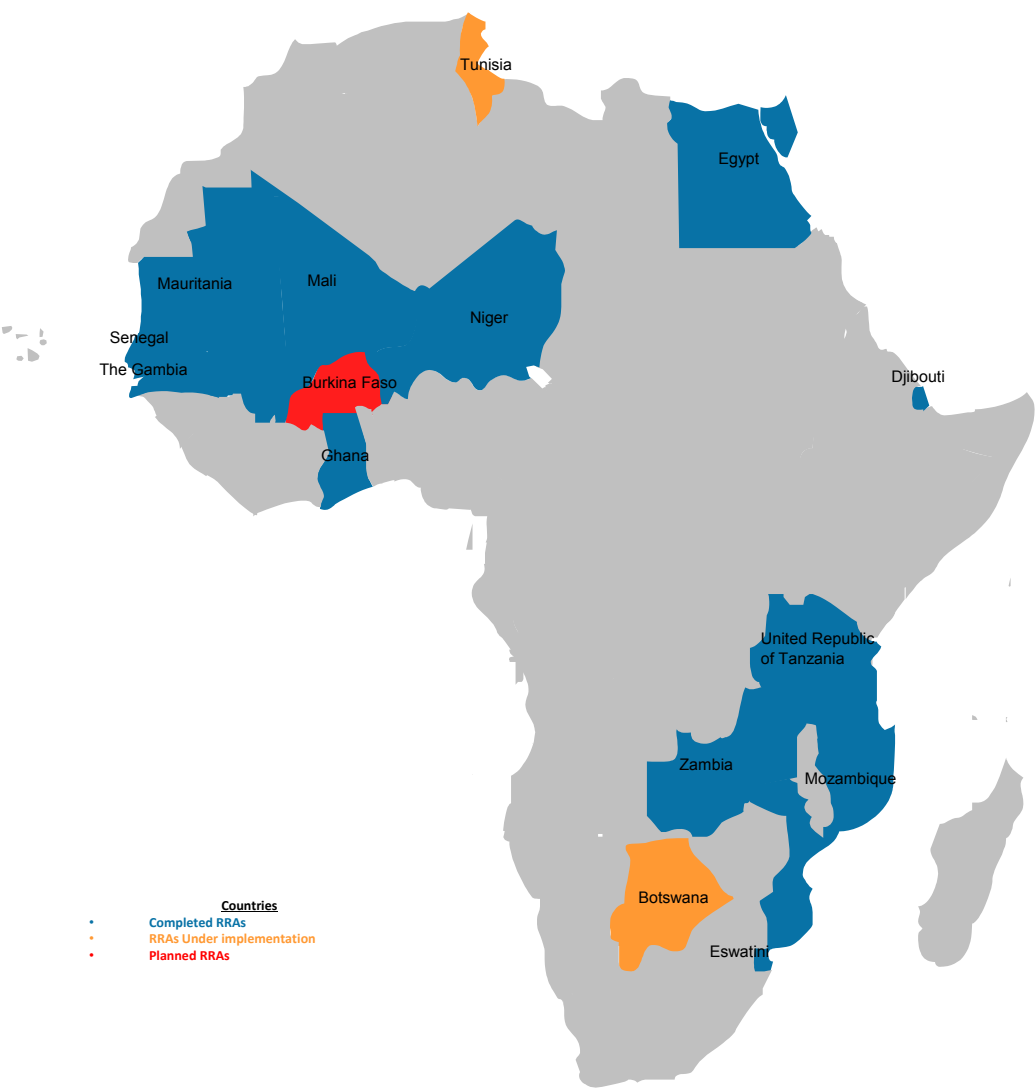 Tunisia
Egypt
Mauritania
Mali
Niger
Senegal
The Gambia
Burkina Faso
Djibouti
Ghana
United Republic
of Tanzania
Zambia
Mozambique
Botswana
Eswatini
Countries
• Completed RRAs
• RRAs Under implementation
• Planned RRAs